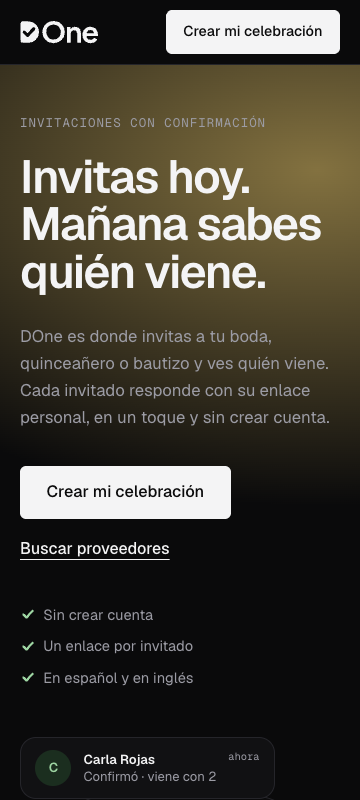 DOne
Crear mi celebración
INVITACIONES CON CONFIRMACIÓN
Invitas hoy.
Mañana sabes
quién viene.
DOne es donde invitas a tu boda,
quinceañero o bautizo y ves quién viene.
Cada invitado responde con su enlace
personal, en un toque y sin crear cuenta.
Crear mi celebración
Buscar proveedores
Sin crear cuenta
Un enlace por invitado
En español y en inglés
C
Carla Rojas
ahora
Confirmó · viene con 2